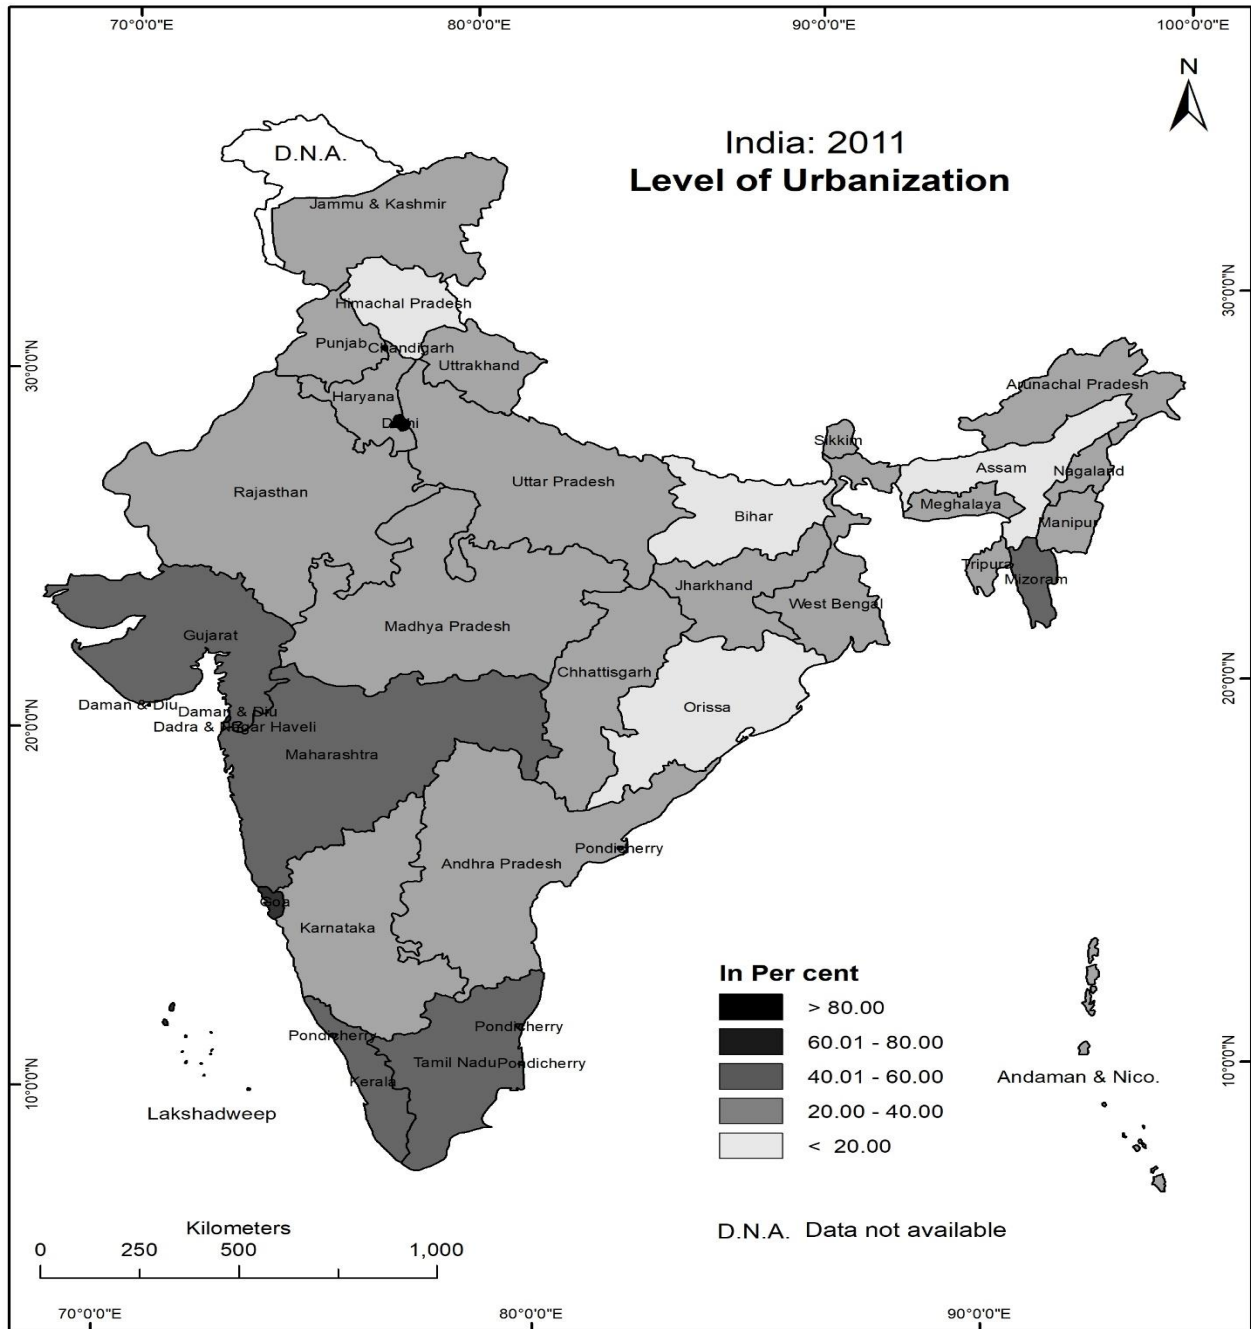 70°0'0"E
80°0'0"E
90°0'0"E
100°0'0"E
N
India: 2011
Level of Urbanization
D.N.A.
Jammu & Kashmir
30°0'0"N
Himachal Pradesh
Punjab
Chandigarh
Uttrakhand
30°0'0"N
Arunachal Pradesh
Haryana
Delhi
Sikkim
Assam
Nagaland
Rajasthan
Uttar Pradesh
Bihar
Meghalaya
Manipur
Tripura
Mizoram
Jharkhand
West Bengal
Gujarat
Madhya Pradesh
Chhattisgarh
20°0'0"N
Orissa
Daman & Diu
Daman & Diu
20°0'0"N
Dadra & Nagar Haveli
Maharashtra
Pondicherry
Andhra Pradesh
Goa
Karnataka
In Per cent
> 80.00
60.01 - 80.00
40.01 - 60.00
20.00 - 40.00
< 20.00
Pondicherry
Pondicherry
Tamil Nadu
Pondicherry
Kerala
10°0'0"N
10°0'0"N
Andaman & Nico.
Lakshadweep
D.N.A. Data not available
Kilometers
0 250 500 1,000
70°0'0"E
80°0'0"E
90°0'0"E